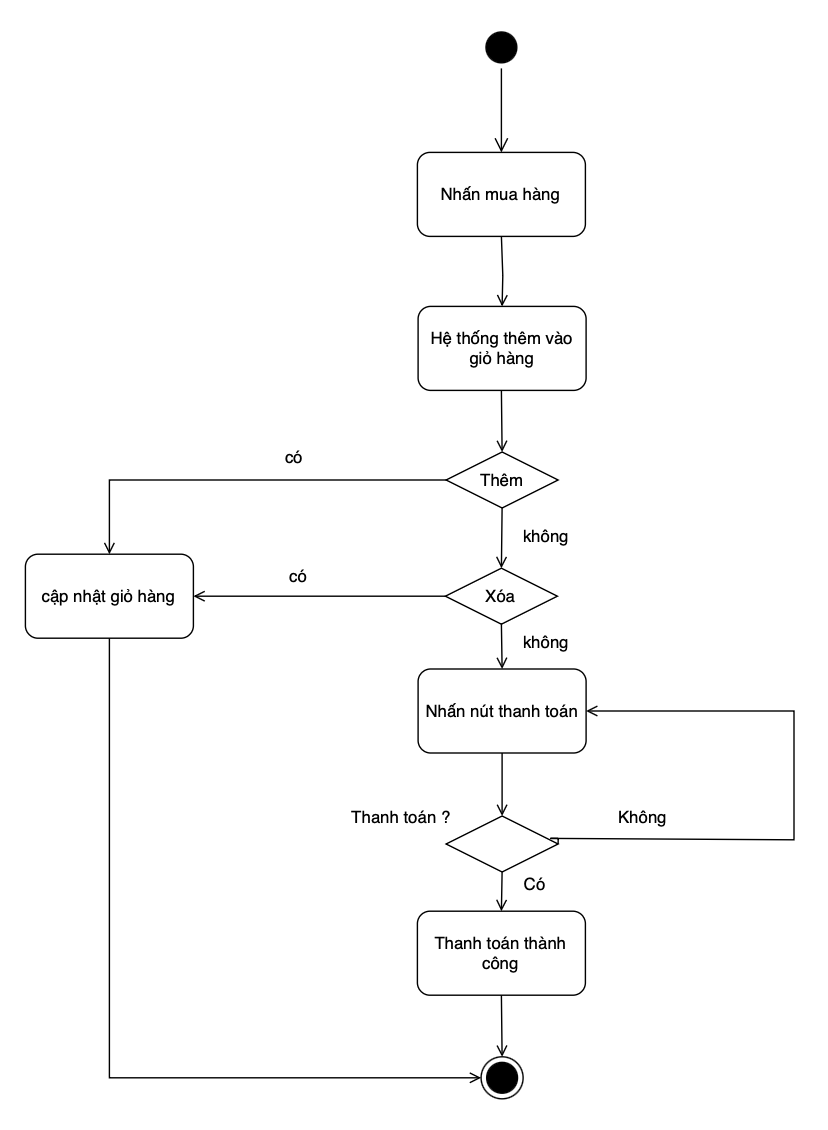 Nhấn mua hàng
Hệ thống thêm vào
giỏ hàng
có
Thêm
không
cập nhật giỏ hàng
có
Xóa
không
Nhấn nút thanh toán
Thanh toán ?
Không
Có
Thanh toán thành
công